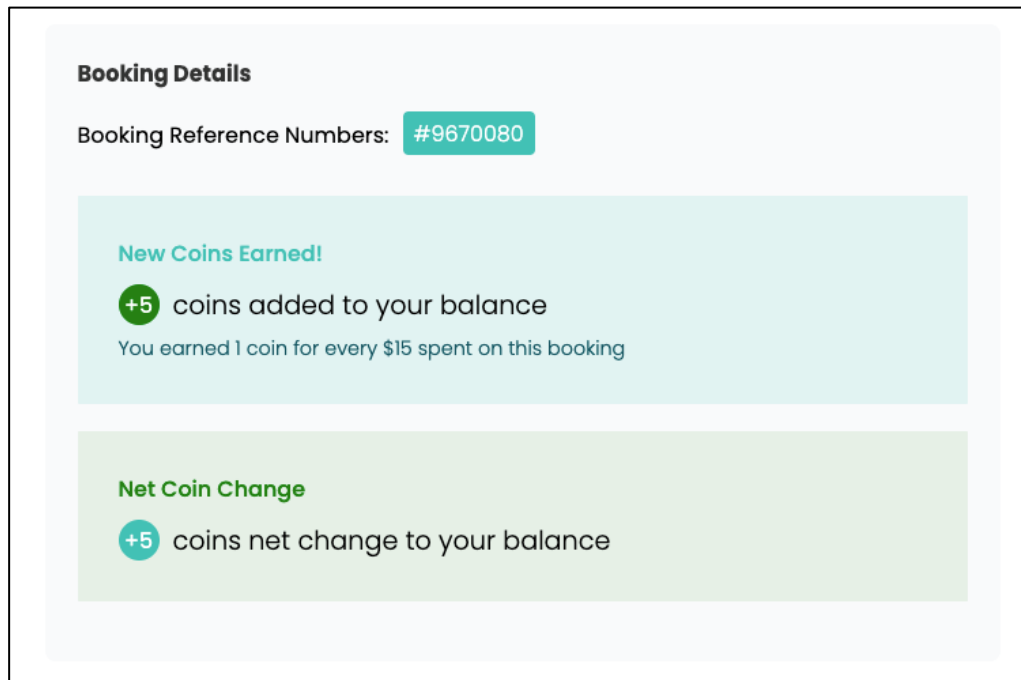 Booking Details
Booking Reference Numbers: #9670080
New Coins Earned!
+5 coins added to your balance
You earned 1 coin for every $15 spent on this booking
Net Coin Change
+5 coins net change to your balance